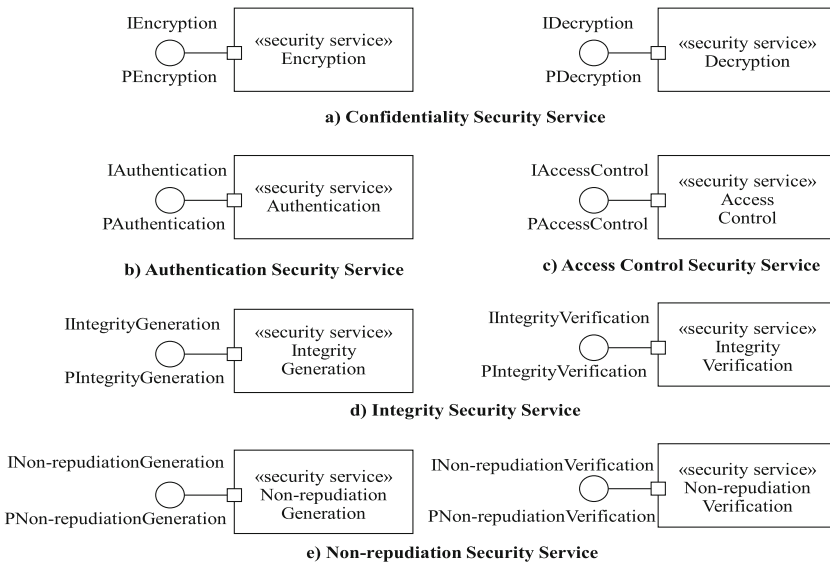 IEncryption
PEncryption
«security service»
Encryption
IDecryption
PDecryption
«security service»
Decryption
a) Confidentiality Security Service
IAuthentication
PAuthentication
«security service»
Authentication
b) Authentication Security Service
IAccessControl
PAccessControl
«security service»
Access
Control
c) Access Control Security Service
IIntegrityGeneration
PIntegrityGeneration
«security service»
Integrity
Generation
IIntegrityVerification
PIntegrityVerification
«security service»
Integrity
Verification
d) Integrity Security Service
INon-repudiationGeneration
PNon-repudiationGeneration
«security service»
Non-repudiation
Generation
INon-repudiationVerification
PNon-repudiationVerification
«security service»
Non-repudiation
Verification
e) Non-repudiation Security Service